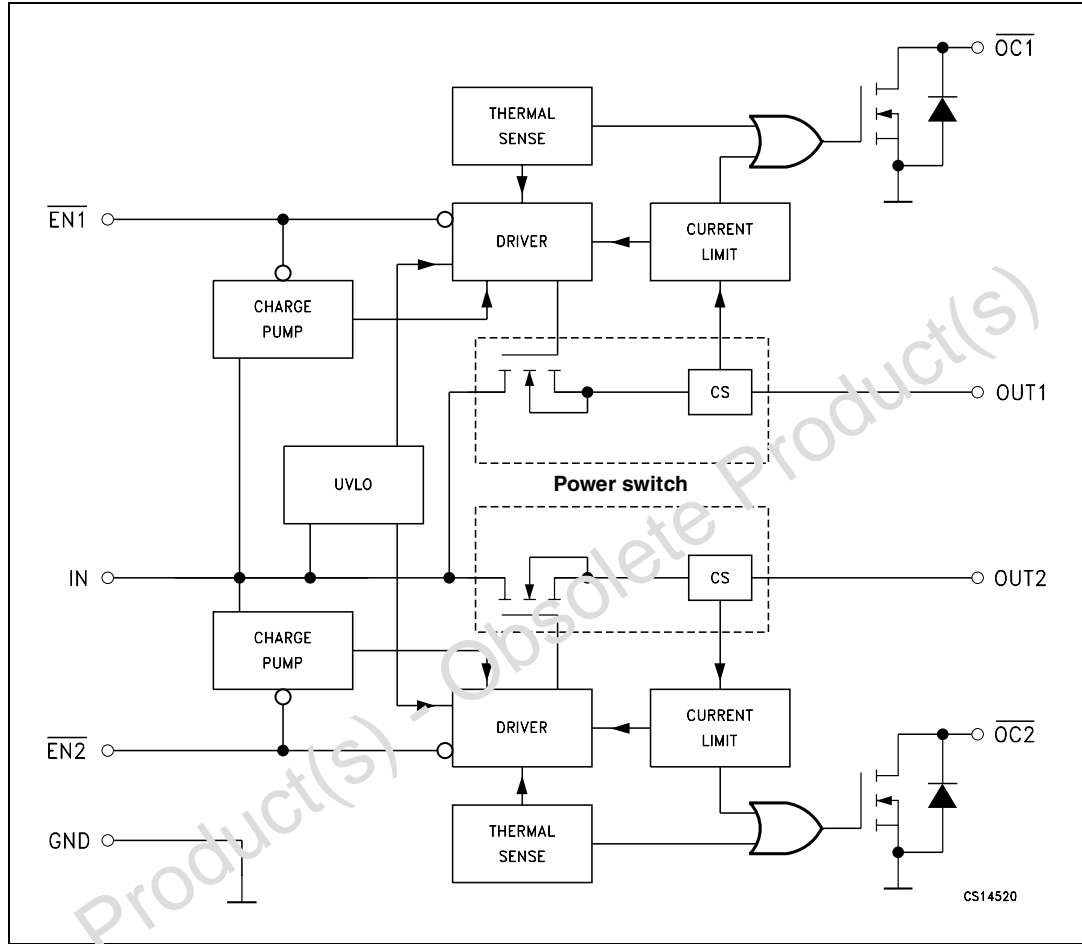 OC1
THERMAL
SENSE
EN1
DRIVER
CURRENT
LIMIT
CHARGE
PUMP
CS
OUT1
UVLO
Power switch
IN
CS
OUT2
CHARGE
PUMP
DRIVER
CURRENT
LIMIT
EN2
OC2
GND
THERMAL
SENSE
CS14520
Product(s) - Obsolete Product(s)